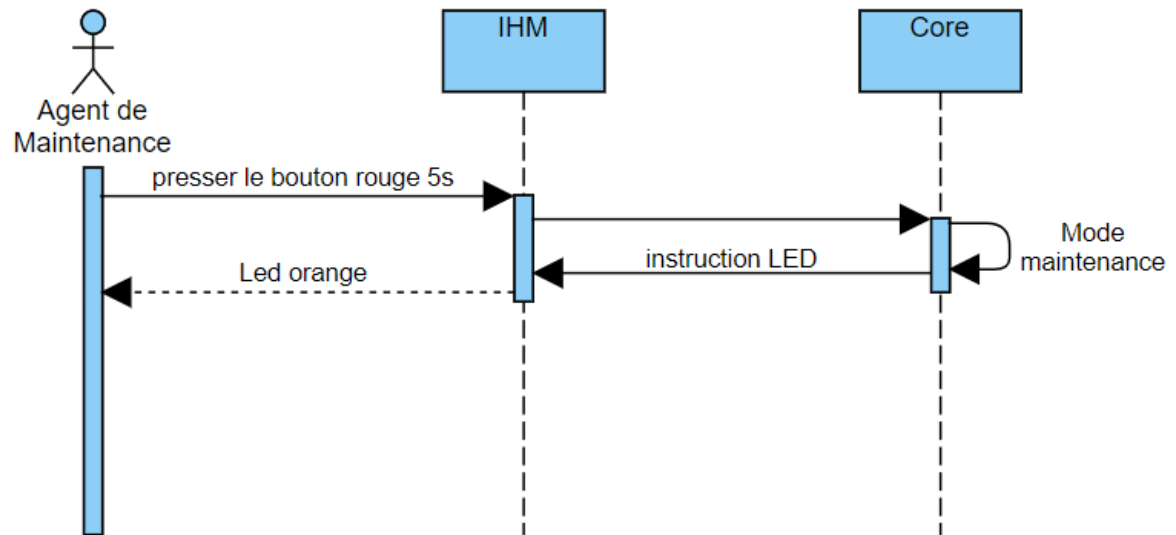 IHM
Core
Agent de
Maintenance
presser le bouton rouge 5s
Mode
maintenance
instruction LED
Led orange